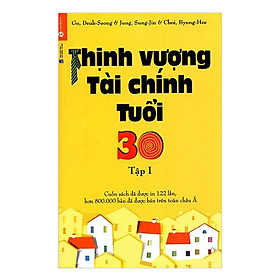 Go, Deuk-Seong & Jung, Sung-Jin & Choi, Byung-Hee
Thịnh vượng
Tài chính
Tuổi
30
Tập 1
Cuốn sách đã được in 122 lần,
hơn 800.000 bản đã được bán trên toàn châu Á